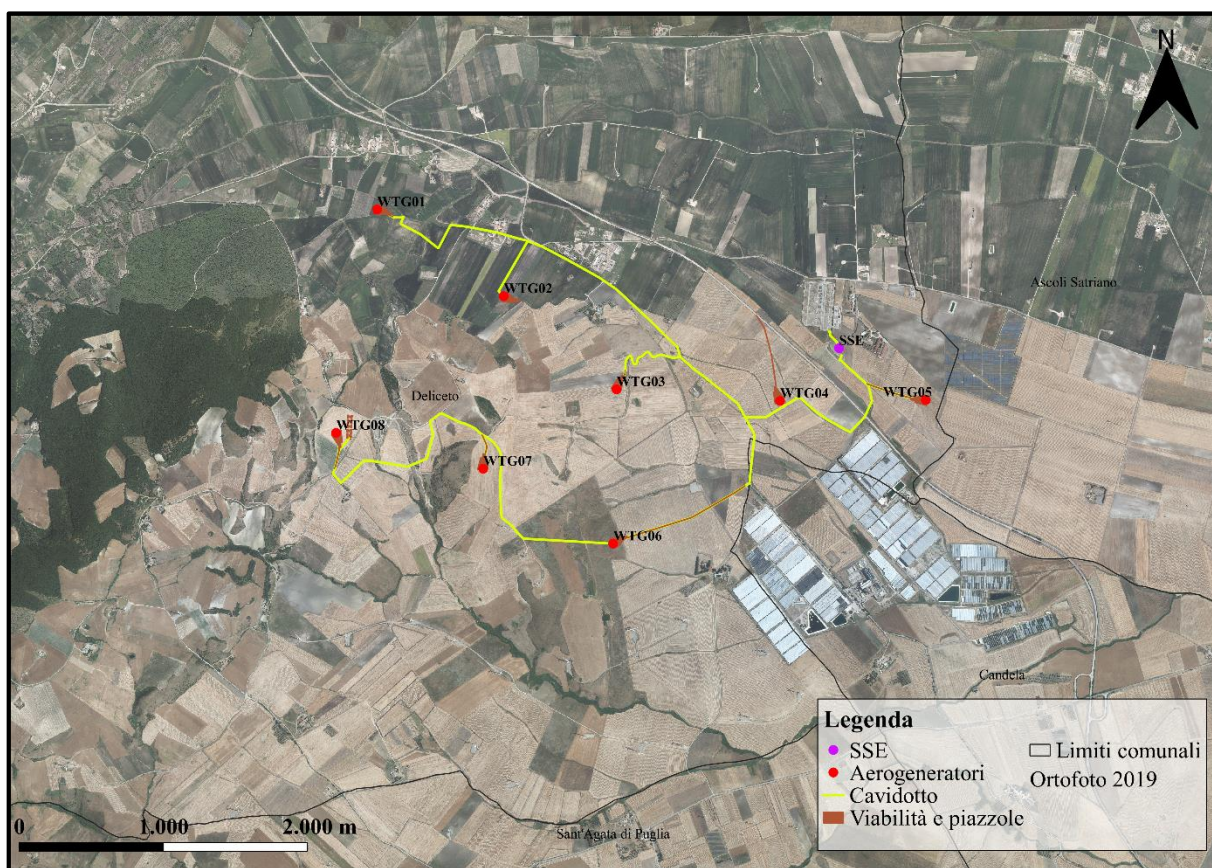 N
WTG01
Ascoli Satriano
WTG02
SSE
WTG03
WTG04
WTG05
Deliceto
WTG08
WTG07
WTG06
Candela
Legenda
SSE
Limiti comunali
Aerogeneratori
Ortofoto 2019
Cavidotto
Viabilità e piazzole
0 1.000 2.000 m
Sant'Agata di Puglia